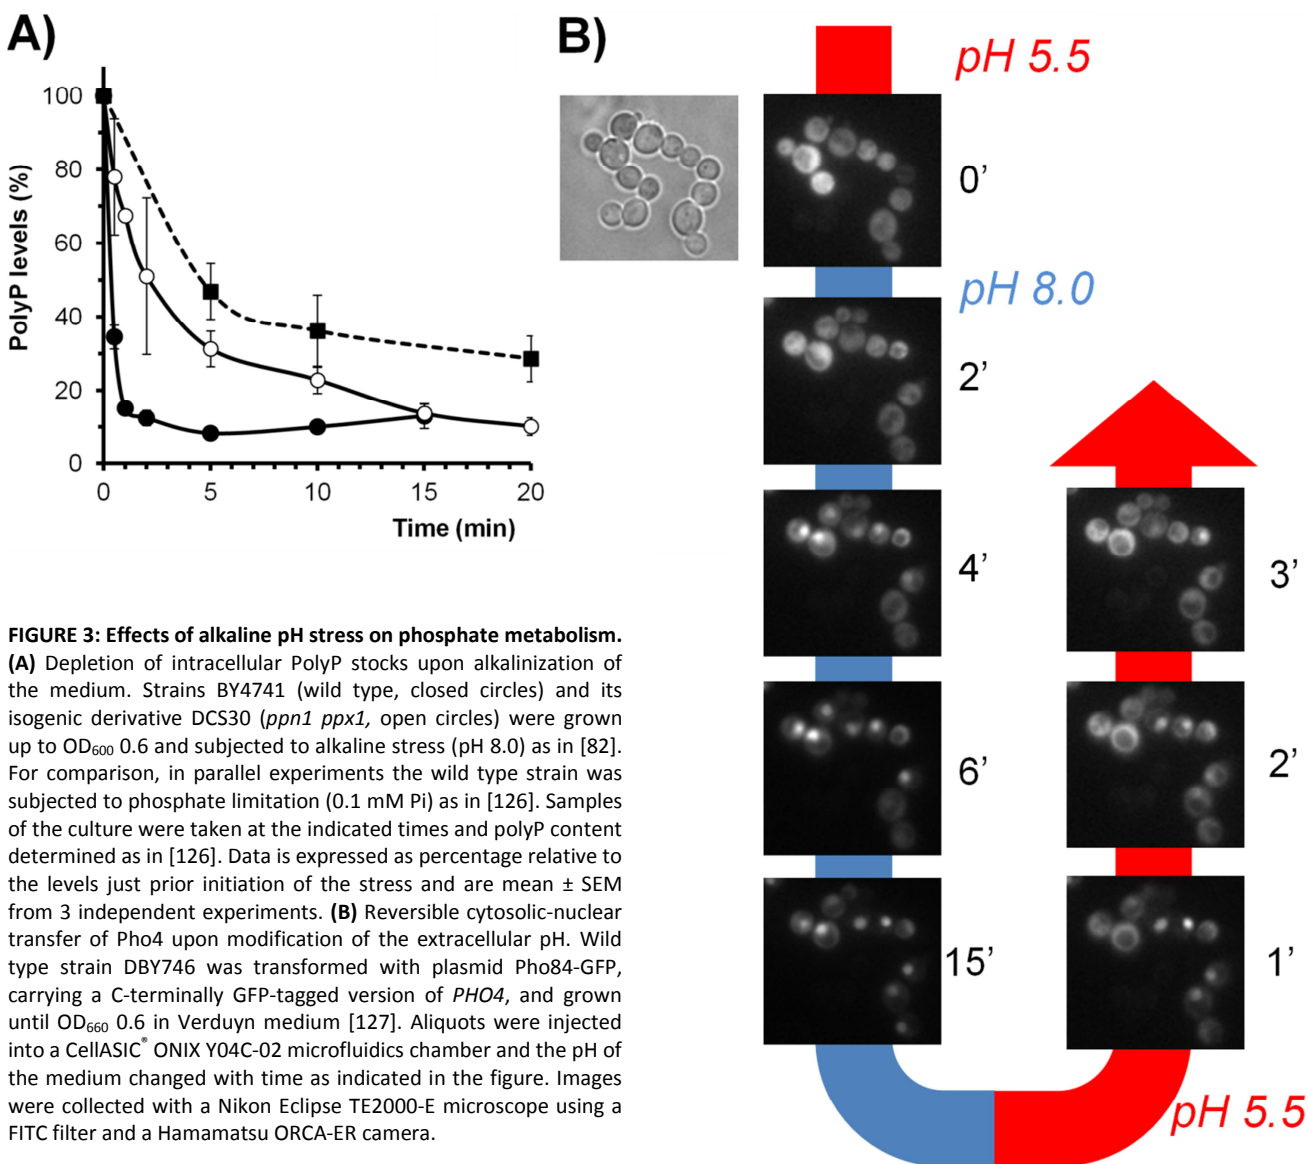 A)
100
80
60
40
20
0
PolyP levels (%)
0 5 10 15 20
Time (min)
B)
pH 5.5
0’
pH 8.0
2’
4’
6’
15’
3’
2’
1’
pH 5.5
FIGURE 3: Effects of alkaline pH stress on phosphate metabolism.
(A) Depletion of intracellular PolyP stocks upon alkalinization of
the medium. Strains BY4741 (wild type, closed circles) and its
isogenic derivative DCS30 (ppn1 ppx1, open circles) were grown
up to OD600 0.6 and subjected to alkaline stress (pH 8.0) as in [82].
For comparison, in parallel experiments the wild type strain was
subjected to phosphate limitation (0.1 mM Pi) as in [126]. Samples
of the culture were taken at the indicated times and polyP content
determined as in [126]. Data is expressed as percentage relative to
the levels just prior initiation of the stress and are mean ± SEM
from 3 independent experiments. (B) Reversible cytosolic-nuclear
transfer of Pho4 upon modification of the extracellular pH. Wild
type strain DBY746 was transformed with plasmid Pho84-GFP,
carrying a C-terminally GFP-tagged version of PHO4, and grown
until OD660 0.6 in Verduyn medium [127]. Aliquots were injected
into a CellASIC® ONIX Y04C-02 microfluidics chamber and the pH of
the medium changed with time as indicated in the figure. Images
were collected with a Nikon Eclipse TE2000-E microscope using a
FITC filter and a Hamamatsu ORCA-ER camera.